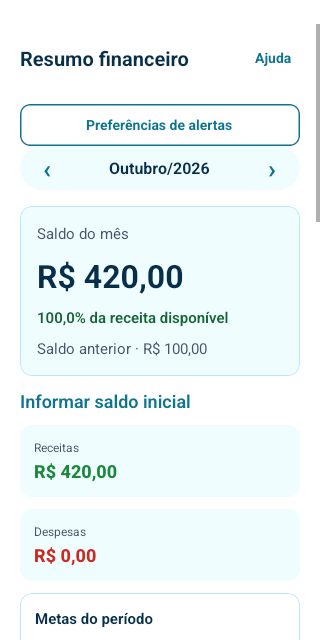 Resumo financeiro
Ajuda
Preferências de alertas
‹ Outubro/2026 ›
Saldo do mês
R$ 420,00
100,0% da receita disponível
Saldo anterior · R$ 100,00
Informar saldo inicial
Receitas
R$ 420,00
Despesas
R$ 0,00
Metas do período